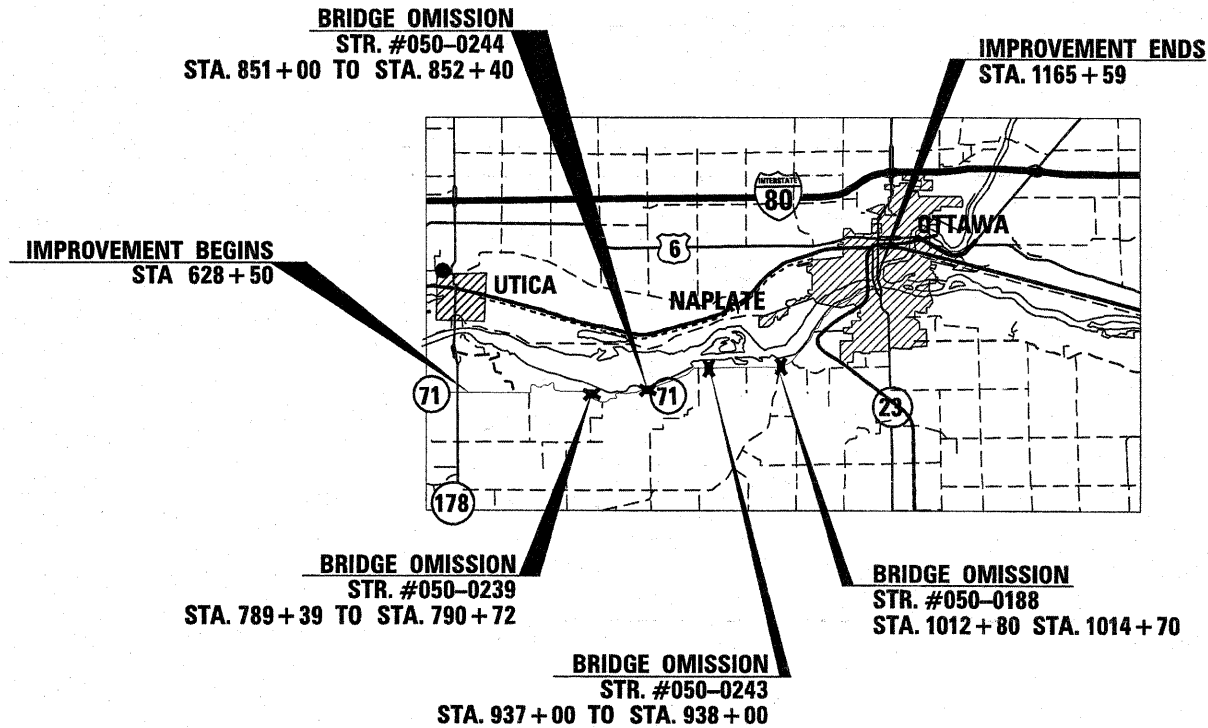 BRIDGE OMISSION
STR. #050-0244
STA. 851+00 TO STA. 852+40
IMPROVEMENT ENDS
STA. 1165+59
INTERSTATE
80
OTTAWA
6
IMPROVEMENT BEGINS
STA 628+50
UTICA
NAPLATE
71
71
23
178
BRIDGE OMISSION
STR. #050-0239
STA. 789+39 TO STA. 790+72
BRIDGE OMISSION
STR. #050-0188
STA. 1012+80 STA. 1014+70
BRIDGE OMISSION
STR. #050-0243
STA. 937+00 TO STA. 938+00